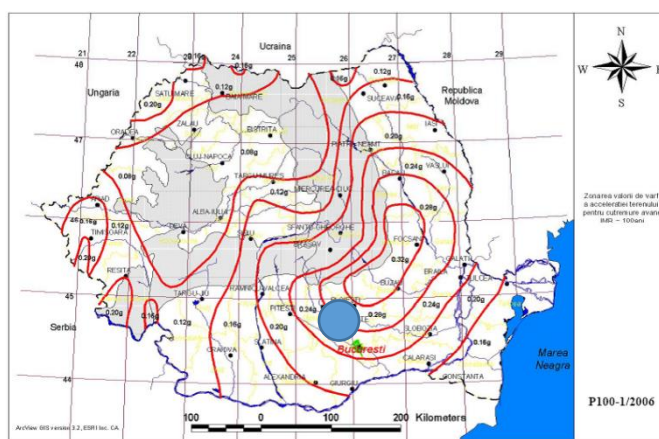 Ucraina
21
22
23
24
25
26
27
28
29
48
47
46
45
44
Ungaria
Republica
Moldova
N
W
E
S
SATU MARE
BAIA MARE
SUCEAVA
ORADEA
ZALAU
BISTRITA
IASI
PIATRA NEAMT
CLUJ-NAPOCA
TARGU MURES
BACAU
VASLUI
MIERCUREA CIUC
ARAD
ALBA-IULIA
DEVA
SIBIU
SFANTU GHEORGHE
BRASOV
TIMISOARA
FOCSANI
GALATI
RESITA
TARGU-JIU
RAMNICU VALCEA
BUZAU
BRAILA
TULCEA
PITESTI
SLOBOZIA
Serbia
CRAIOVA
SLATINA
Bucuresti
CALARASI
CONSTANTA
ALEXANDRIA
GIURGIU
Marea
Neagra
0.08g
0.12g
0.16g
0.20g
0.24g
0.28g
0.32g
Zonarea valorii de varf
a acceleratiei terenului
pentru cutremure avand
IMR = 100ani
P100-1/2006
100
0
100
200
Kilometers
ArcView GIS version 3.2, ESRI Inc. CA